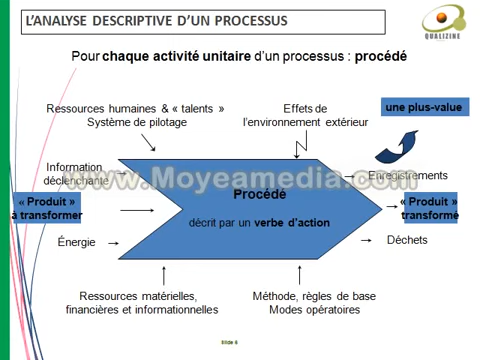 L’ANALYSE DESCRIPTIVE D’UN PROCESSUS
QUALIZINE
Pour chaque activité unitaire d’un processus : procédé
Ressources humaines & « talents »
Système de pilotage
Effets de
l’environnement extérieur
une plus-value
Information
déclenchante
Enregistrements
www.Moyeamedia.com
Procédé
« Produit »
à transformer
« Produit »
transformé
décrit par un verbe d’action
Énergie
Déchets
Ressources matérielles,
financières et informationnelles
Méthode, règles de base
Modes opératoires
Slide 6